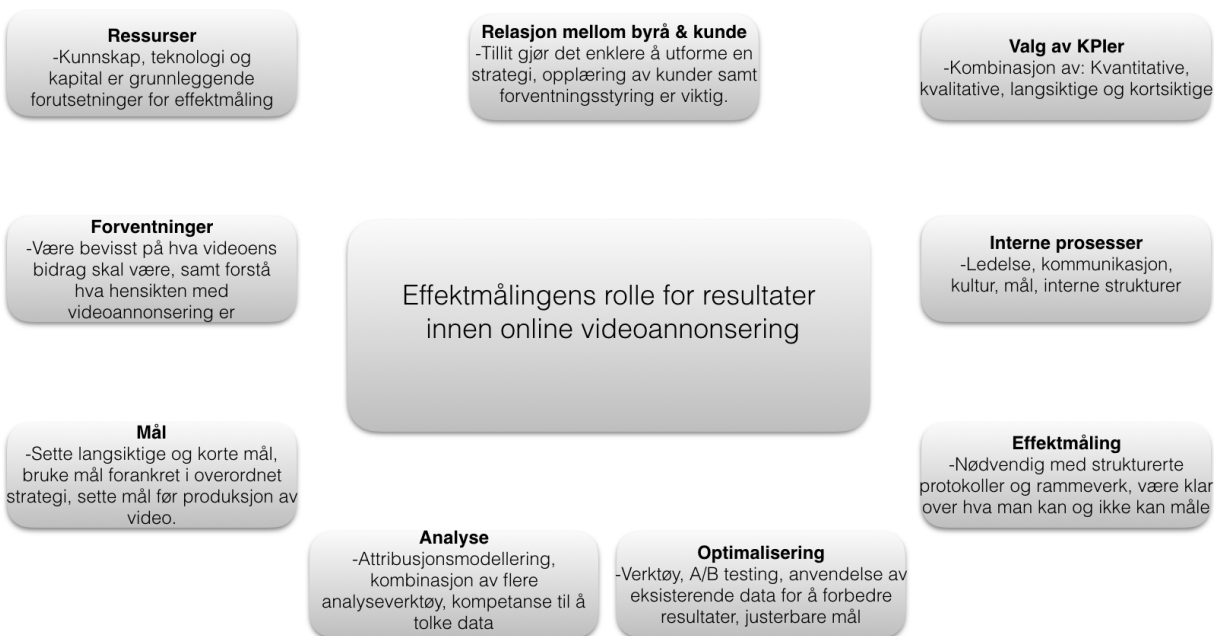 Ressurser
-Kunnskap, teknologi og
kapital er grunnleggende
forutsetninger for effektmåling
Relasjon mellom byrå & kunde
-Tillit gjør det enklere å utforme en
strategi, opplæring av kunder samt
forventningsstyring er viktig.
Valg av KPIer
-Kombinasjon av: Kvantitative,
kvalitative, langsiktige og kortsiktige
Forventninger
-Være bevisst på hva videoens
bidrag skal være, samt forstå
hva hensikten med
videoannonsering er
Effektmålingens rolle for resultater
innen online videoannonsering
Interne prosesser
-Ledelse, kommunikasjon,
kultur, mål, interne strukturer
Mål
-Sette langsiktige og korte mål,
bruke mål forankret i overordnet
strategi, sette mål før produksjon av
video.
Effektmåling
-Nødvendig med strukturerte
protokoller og rammeverk, være klar
over hva man kan og ikke kan måle
Analyse
-Attribusjonsmodellering,
kombinasjon av flere
analyseverktøy, kompetanse til å
tolke data
Optimalisering
-Verktøy, A/B testing, anvendelse av
eksisterende data for å forbedre
resultater, justerbare mål